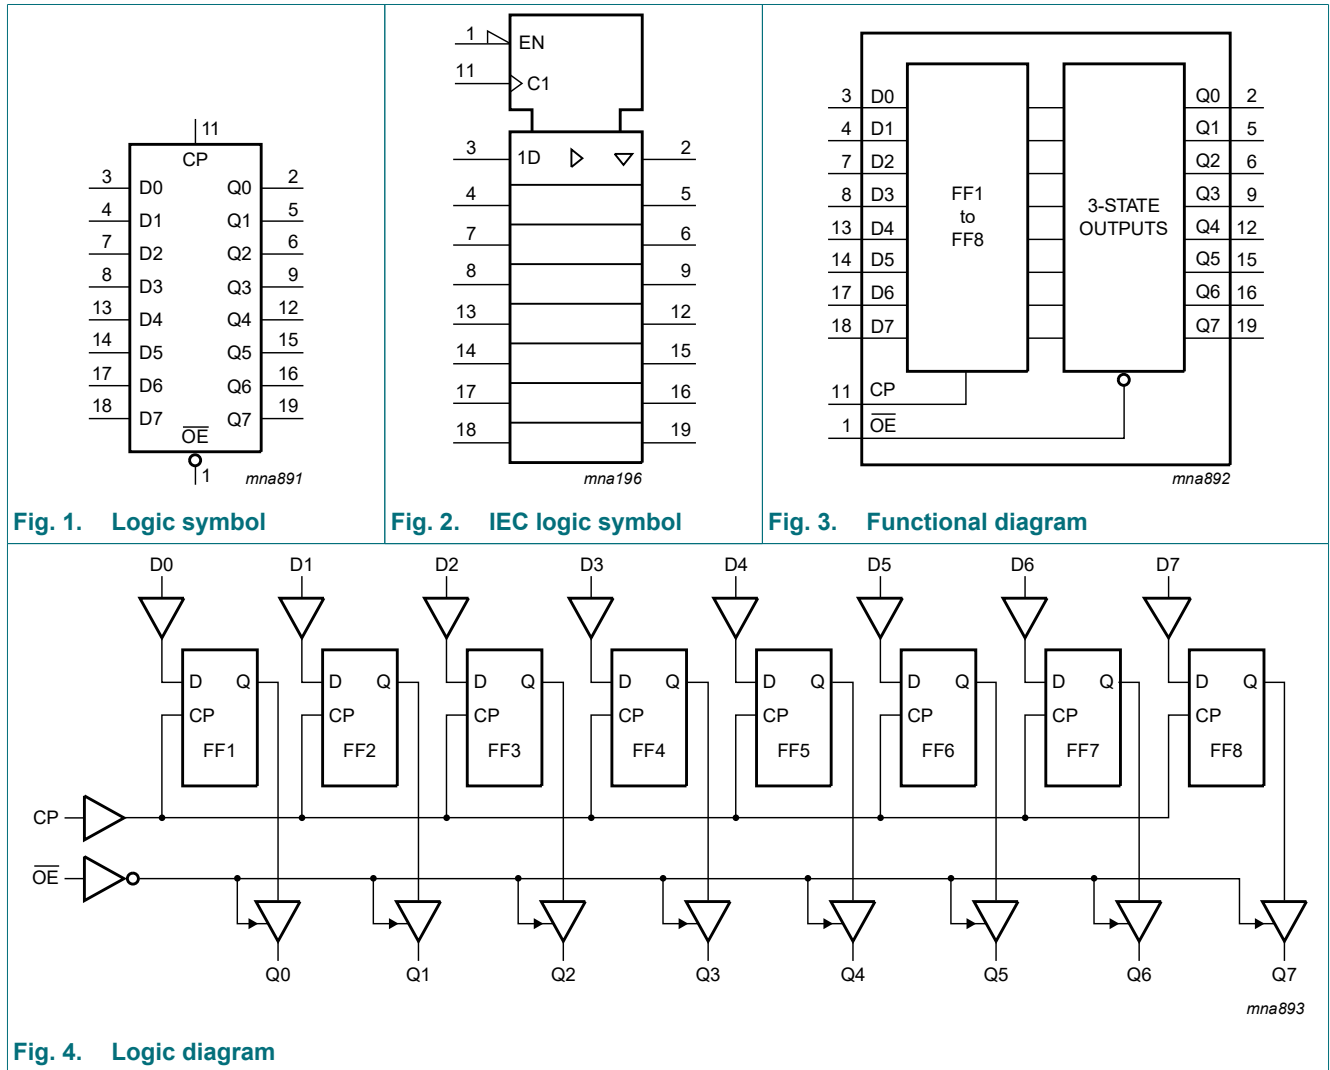 11
CP
3 D0 Q0 2
4 D1 Q1 5
7 D2 Q2 6
8 D3 Q3 9
13 D4 Q4 12
14 D5 Q5 15
17 D6 Q6 16
18 D7 Q7 19
O̅E̅
1 mna891
Fig. 1. Logic symbol
1 EN
11 C1
3 1D 2
4 5
7 6
8 9
13 12
14 15
17 16
18 19
mna196
Fig. 2. IEC logic symbol
3 D0 Q0 2
4 D1 Q1 5
7 D2 Q2 6
8 D3 Q3 9
13 D4 Q4 12
14 D5 Q5 15
17 D6 Q6 16
18 D7 Q7 19
FF1
to
FF8
3-STATE
OUTPUTS
11 CP
1 O̅E̅
mna892
Fig. 3. Functional diagram
D0 D1 D2 D3 D4 D5 D6 D7
D Q D Q D Q D Q D Q D Q D Q D Q
CP CP CP CP CP CP CP CP
FF1 FF2 FF3 FF4 FF5 FF6 FF7 FF8
CP
O̅E̅
Q0 Q1 Q2 Q3 Q4 Q5 Q6 Q7
mna893
Fig. 4. Logic diagram